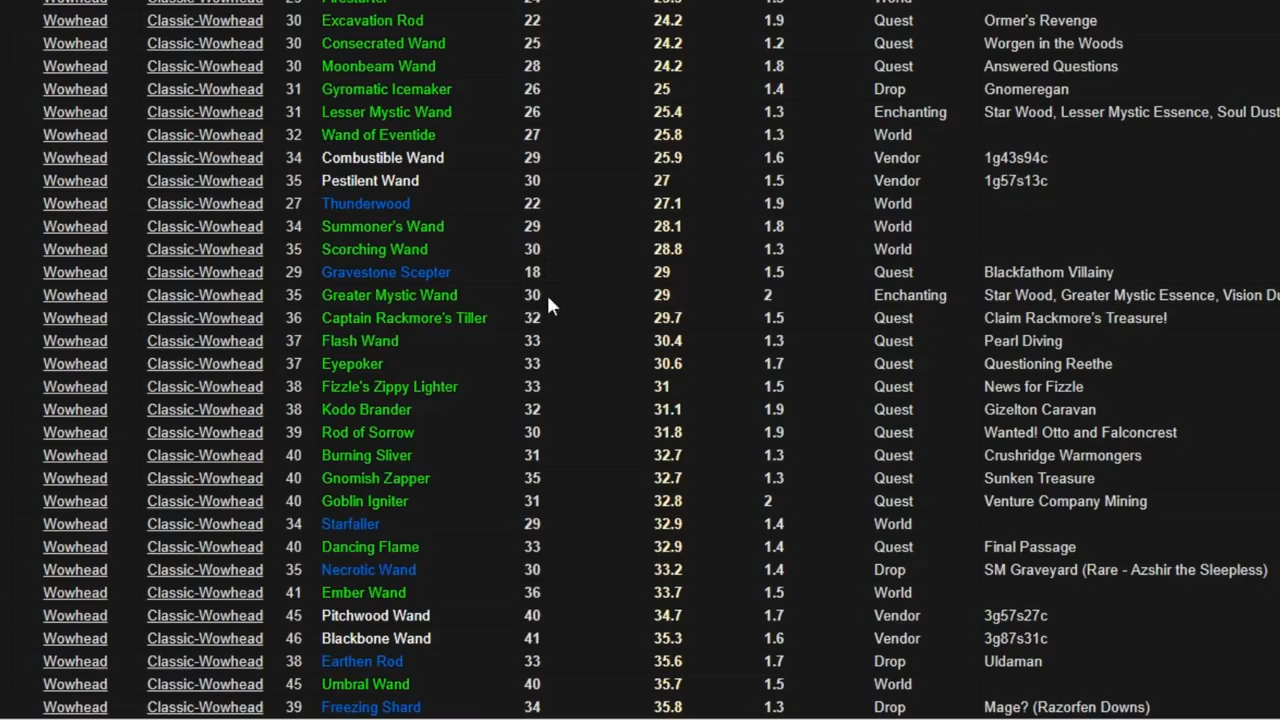 Wowhead Classic-Wowhead 30 Excavation Rod 22 24.2 1.9 Quest Ormer's Revenge
Wowhead Classic-Wowhead 30 Consecrated Wand 25 24.2 1.2 Quest Worgen in the Woods
Wowhead Classic-Wowhead 30 Moonbeam Wand 28 24.2 1.8 Quest Answered Questions
Wowhead Classic-Wowhead 31 Gyromatic Icemaker 26 25 1.4 Drop Gnomeregan
Wowhead Classic-Wowhead 31 Lesser Mystic Wand 26 25.4 1.3 Enchanting Star Wood, Lesser Mystic Essence, Soul Dust
Wowhead Classic-Wowhead 32 Wand of Eventide 27 25.8 1.3 World
Wowhead Classic-Wowhead 34 Combustible Wand 29 25.9 1.6 Vendor 1g43s94c
Wowhead Classic-Wowhead 35 Pestilent Wand 30 27 1.5 Vendor 1g57s13c
Wowhead Classic-Wowhead 27 Thunderwood 22 27.1 1.9 World
Wowhead Classic-Wowhead 34 Summoner's Wand 29 28.1 1.8 World
Wowhead Classic-Wowhead 35 Scorching Wand 30 28.8 1.3 World
Wowhead Classic-Wowhead 29 Gravestone Scepter 18 29 1.5 Quest Blackfathom Villainy
Wowhead Classic-Wowhead 35 Greater Mystic Wand 30 29 2 Enchanting Star Wood, Greater Mystic Essence, Vision Du
Wowhead Classic-Wowhead 36 Captain Rackmore's Tiller 32 29.7 1.5 Quest Claim Rackmore's Treasure!
Wowhead Classic-Wowhead 37 Flash Wand 33 30.4 1.3 Quest Pearl Diving
Wowhead Classic-Wowhead 37 Eyepoker 33 30.6 1.7 Quest Questioning Reethe
Wowhead Classic-Wowhead 38 Fizzle's Zippy Lighter 33 31 1.5 Quest News for Fizzle
Wowhead Classic-Wowhead 38 Kodo Brander 32 31.1 1.9 Quest Gizelton Caravan
Wowhead Classic-Wowhead 39 Rod of Sorrow 30 31.8 1.9 Quest Wanted! Otto and Falconcrest
Wowhead Classic-Wowhead 40 Burning Sliver 31 32.7 1.3 Quest Crushridge Warmongers
Wowhead Classic-Wowhead 40 Gnomish Zapper 35 32.7 1.3 Quest Sunken Treasure
Wowhead Classic-Wowhead 40 Goblin Igniter 31 32.8 2 Quest Venture Company Mining
Wowhead Classic-Wowhead 34 Starfaller 29 32.9 1.4 World
Wowhead Classic-Wowhead 40 Dancing Flame 33 32.9 1.4 Quest Final Passage
Wowhead Classic-Wowhead 35 Necrotic Wand 30 33.2 1.4 Drop SM Graveyard (Rare - Azshir the Sleepless)
Wowhead Classic-Wowhead 41 Ember Wand 36 33.7 1.5 World
Wowhead Classic-Wowhead 45 Pitchwood Wand 40 34.7 1.7 Vendor 3g57s27c
Wowhead Classic-Wowhead 46 Blackbone Wand 41 35.3 1.6 Vendor 3g87s31c
Wowhead Classic-Wowhead 38 Earthen Rod 33 35.6 1.7 Drop Uldaman
Wowhead Classic-Wowhead 45 Umbral Wand 40 35.7 1.5 World
Wowhead Classic-Wowhead 39 Freezing Shard 34 35.8 1.3 Drop Mage? (Razorfen Downs)